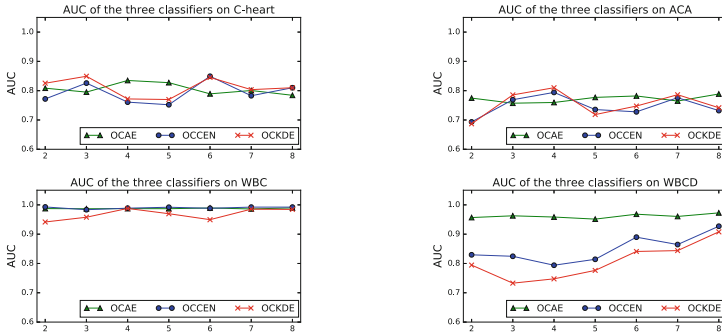 AUC of the three classifiers on C-heart
AUC
1.0
0.9
0.8
0.7
0.6
OCAE OCCEN OCKDE
2 3 4 5 6 7 8
AUC of the three classifiers on ACA
AUC
1.0
0.9
0.8
0.7
0.6
OCAE OCCEN OCKDE
2 3 4 5 6 7 8
AUC of the three classifiers on WBC
AUC
1.0
0.9
0.8
0.7
0.6
OCAE OCCEN OCKDE
2 3 4 5 6 7 8
AUC of the three classifiers on WBCD
AUC
1.0
0.9
0.8
0.7
0.6
OCAE OCCEN OCKDE
2 3 4 5 6 7 8